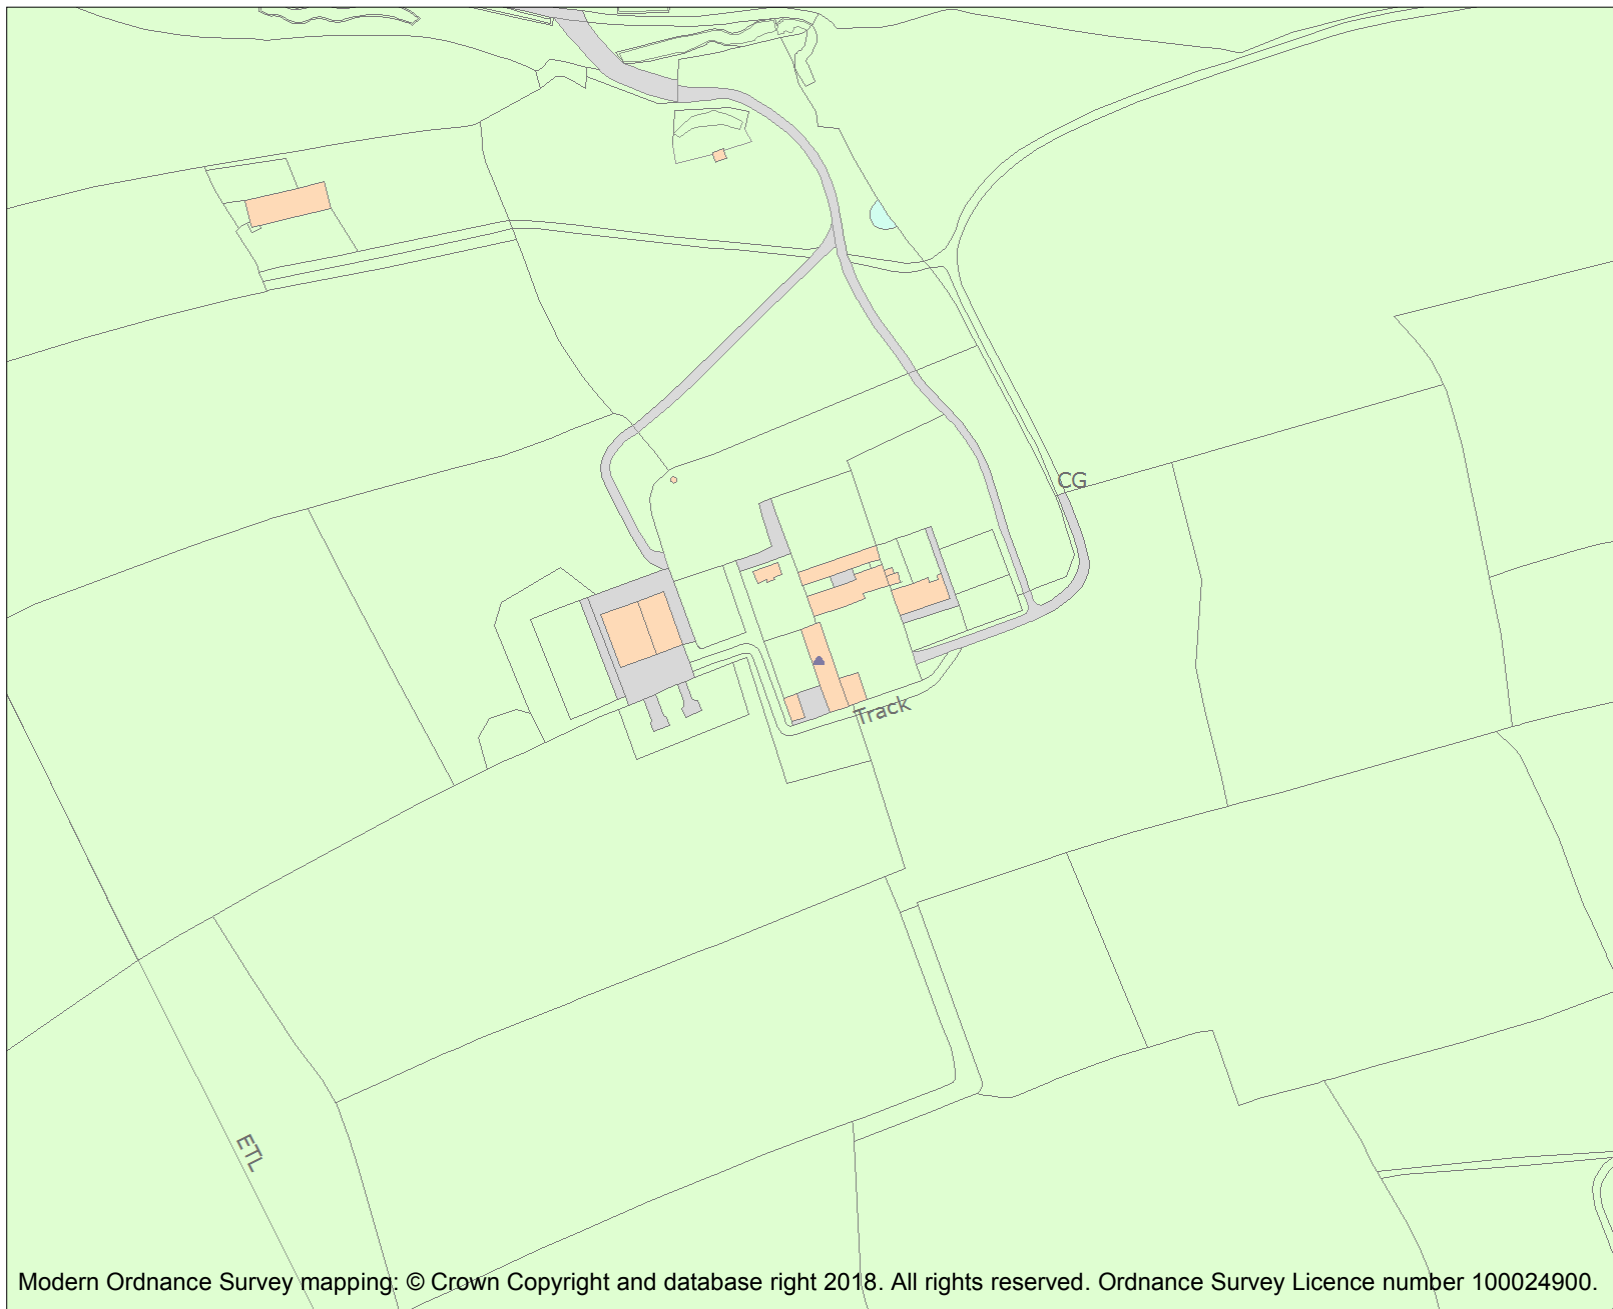 CG
Track
ETL
Modern Ordnance Survey mapping: © Crown Copyright and database right 2018. All rights reserved. Ordnance Survey Licence number 100024900.